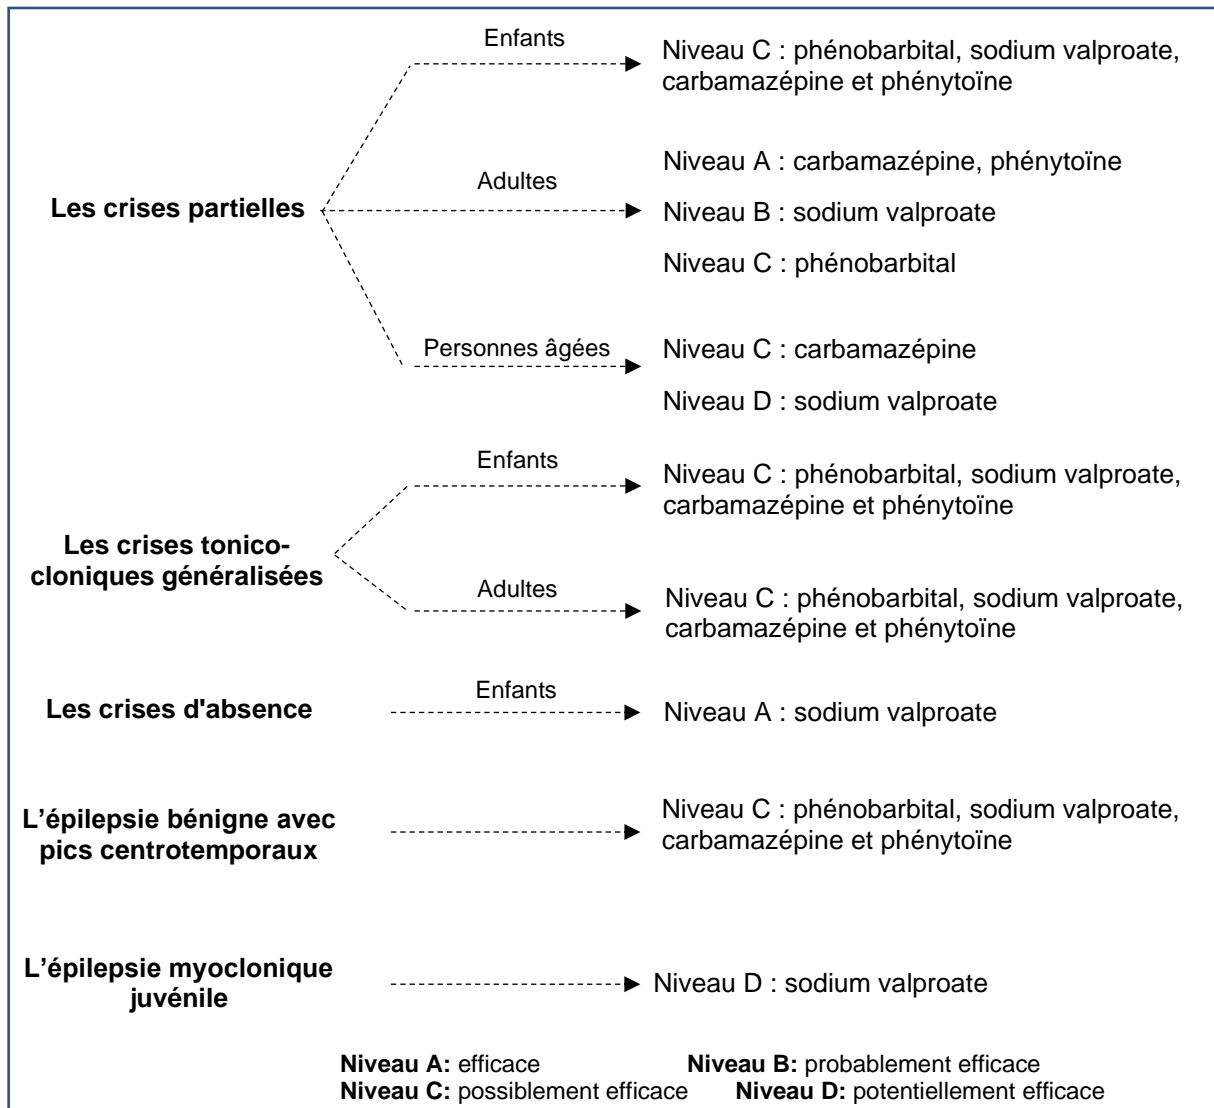 Enfants
Niveau C : phénobarbital, sodium valproate,
carbamazépine et phénytoïne
Les crises partielles
Adultes
Niveau A : carbamazépine, phénytoïne
Niveau B : sodium valproate
Niveau C : phénobarbital
Personnes âgées
Niveau C : carbamazépine
Niveau D : sodium valproate
Les crises tonico-
cloniques généralisées
Enfants
Niveau C : phénobarbital, sodium valproate,
carbamazépine et phénytoïne
Adultes
Niveau C : phénobarbital, sodium valproate,
carbamazépine et phénytoïne
Les crises d'absence
Enfants
Niveau A : sodium valproate
L’épilepsie bénigne avec
pics centrotemporaux
Niveau C : phénobarbital, sodium valproate,
carbamazépine et phénytoïne
L’épilepsie myoclonique
juvénile
Niveau D : sodium valproate
Niveau A: efficace Niveau B: probablement efficace
Niveau C: possiblement efficace Niveau D: potentiellement efficace